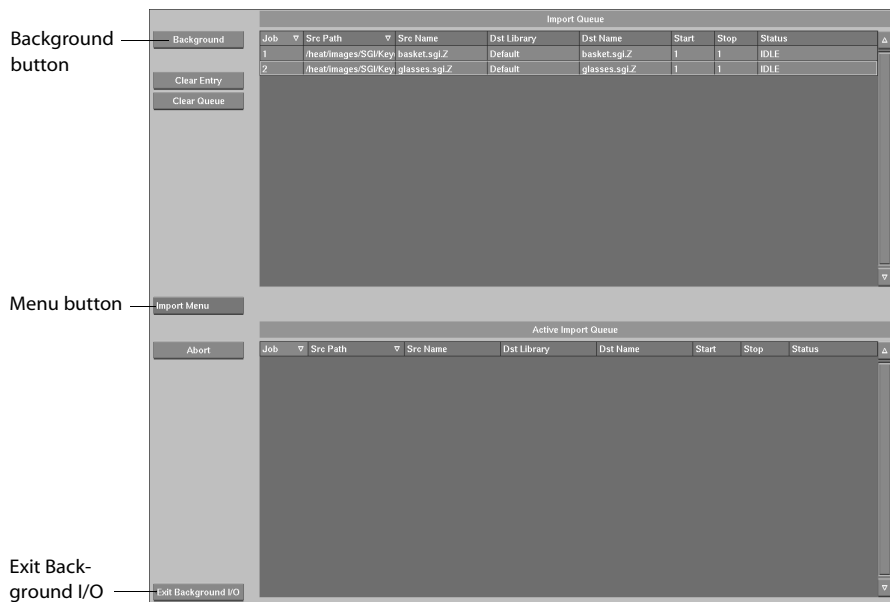 Import Queue
Background button
Background
Job Src Path Src Name Dst Library Dst Name Start Stop Status
1 /heat/images/SGI/Key basket.sgi.Z Default basket.sgi.Z 1 1 IDLE
2 /heat/images/SGI/Key glasses.sgi.Z Default glasses.sgi.Z 1 1 IDLE
Clear Entry
Clear Queue
Menu button
Import Menu
Active Import Queue
Abort
Job Src Path Src Name Dst Library Dst Name Start Stop Status
Exit Back-
ground I/O
Exit Background I/O